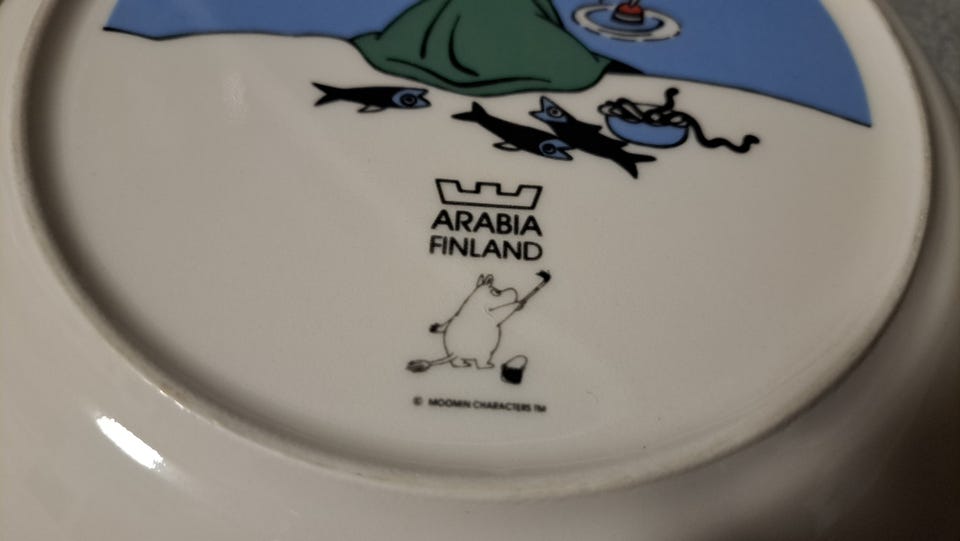 ARABIA
FINLAND
© MOOMIN CHARACTERS TM